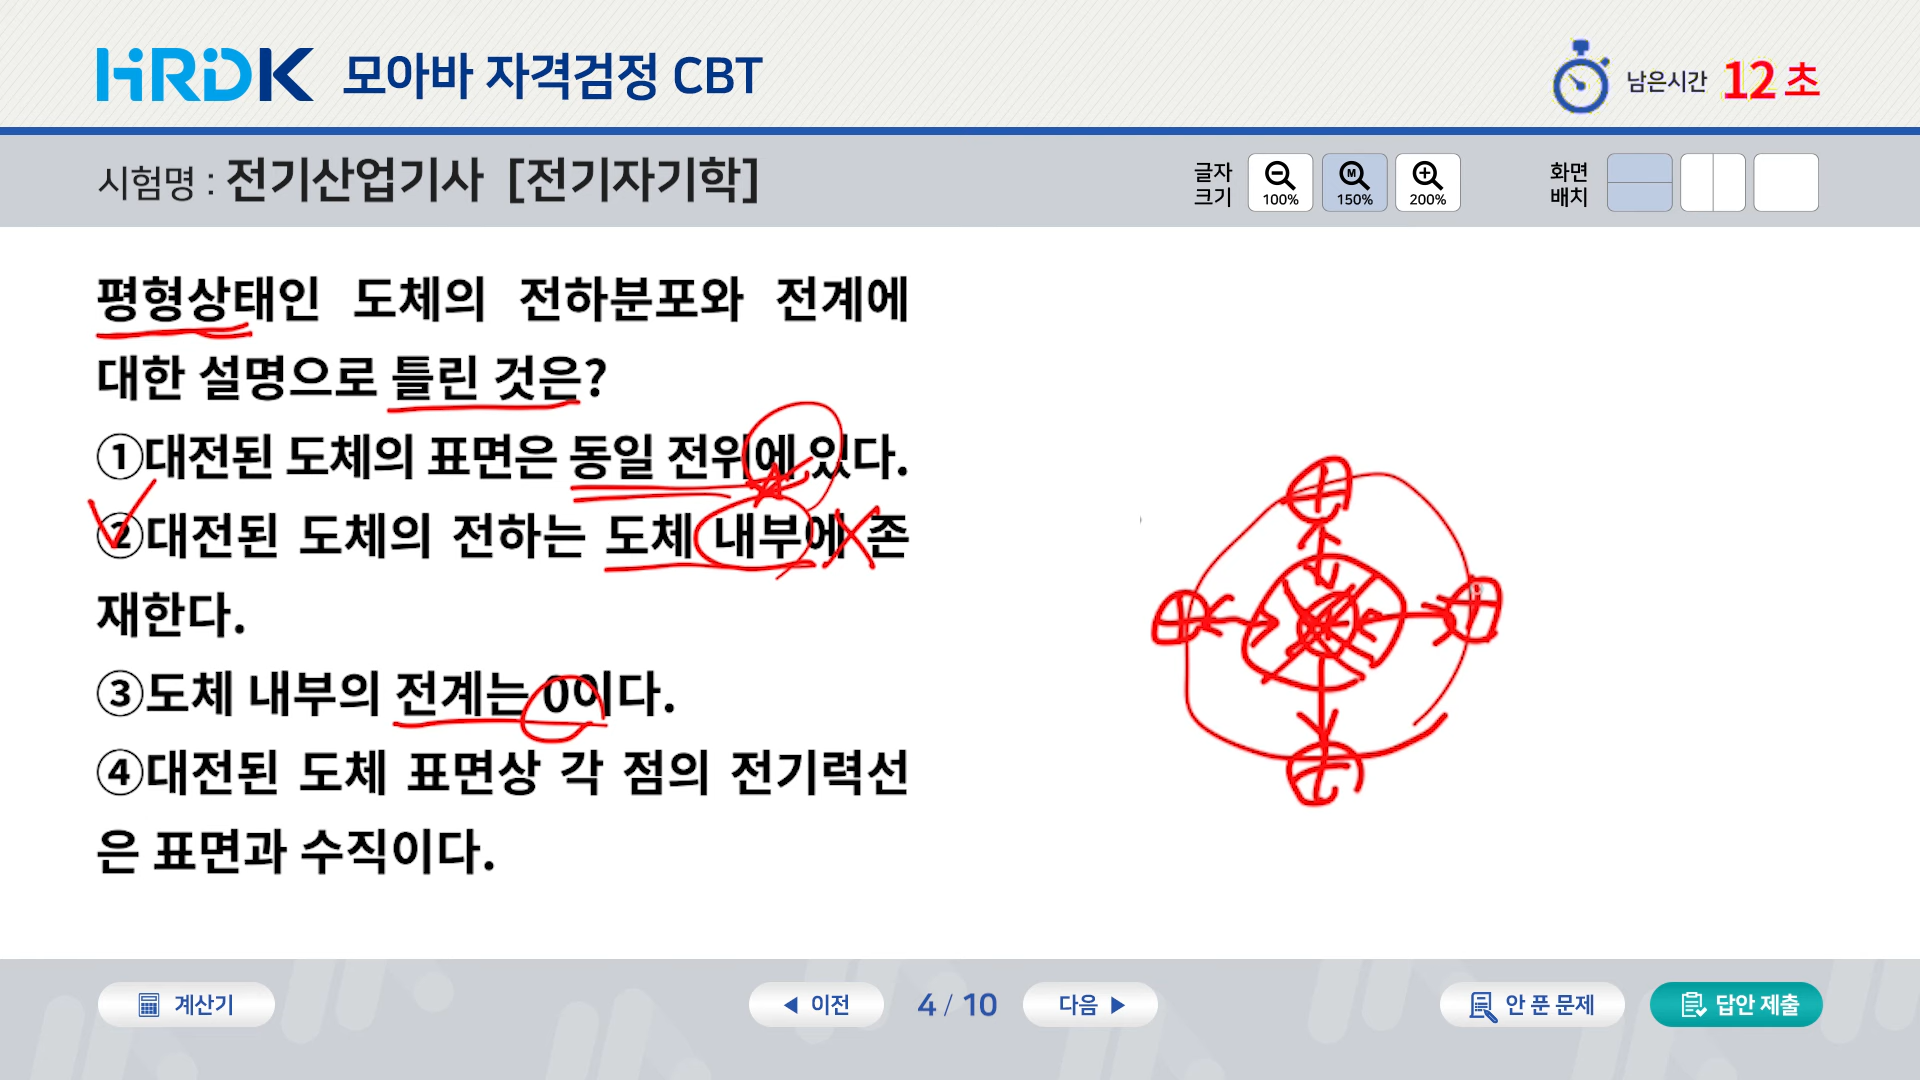 HRDK 모아바 자격검정 CBT
남은시간 12 초
시험명 : 전기산업기사 [전기자기학]
글자 크기
100%
M 150%
200%
화면 배치
평형상태인 도체의 전하분포와 전계에
대한 설명으로 틀린 것은?
①대전된 도체의 표면은 동일 전위에 있다.
②대전된 도체의 전하는 도체 내부에 존
재한다.
③도체 내부의 전계는 0이다.
④대전된 도체 표면상 각 점의 전기력선
은 표면과 수직이다.
계산기
◀ 이전
4 / 10
다음 ▶
안 푼 문제
답안 제출